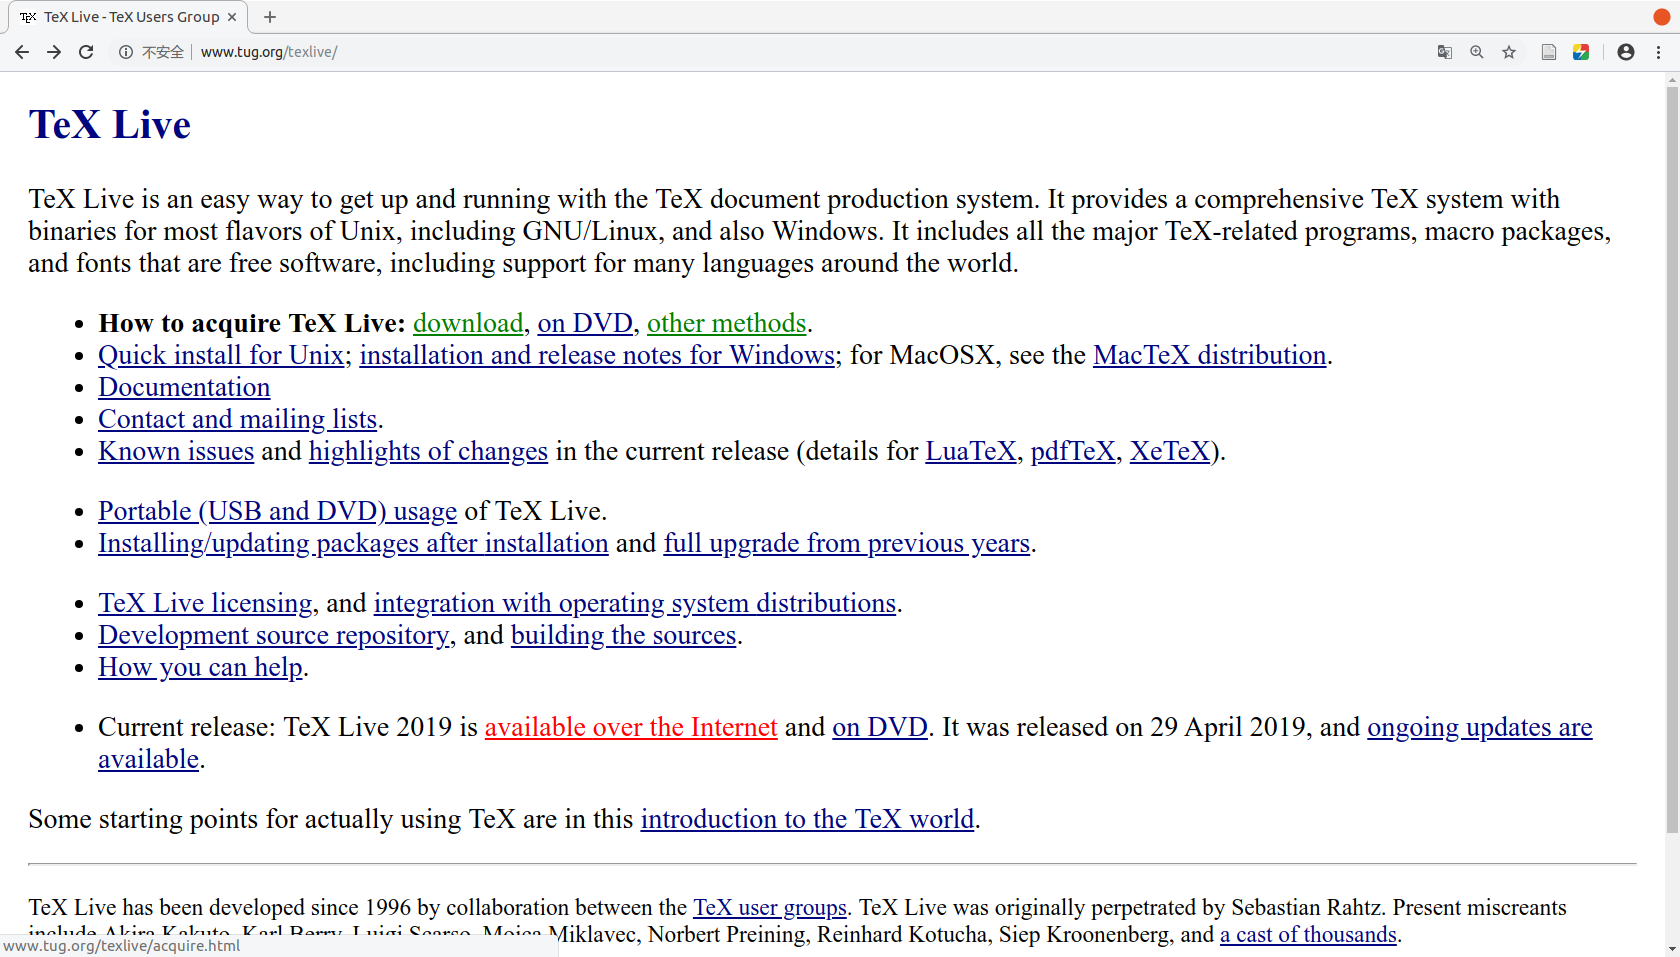 TeX Live - TeX Users Group
不安全 www.tug.org/texlive/
TeX Live
TeX Live is an easy way to get up and running with the TeX document production system. It provides a comprehensive TeX system with
binaries for most flavors of Unix, including GNU/Linux, and also Windows. It includes all the major TeX-related programs, macro packages,
and fonts that are free software, including support for many languages around the world.
• How to acquire TeX Live: download, on DVD, other methods.
• Quick install for Unix; installation and release notes for Windows; for MacOSX, see the MacTeX distribution.
• Documentation
• Contact and mailing lists.
• Known issues and highlights of changes in the current release (details for LuaTeX, pdfTeX, XeTeX).
• Portable (USB and DVD) usage of TeX Live.
• Installing/updating packages after installation and full upgrade from previous years.
• TeX Live licensing, and integration with operating system distributions.
• Development source repository, and building the sources.
• How you can help.
• Current release: TeX Live 2019 is available over the Internet and on DVD. It was released on 29 April 2019, and ongoing updates are
available.
Some starting points for actually using TeX are in this introduction to the TeX world.
TeX Live has been developed since 1996 by collaboration between the TeX user groups. TeX Live was originally perpetrated by Sebastian Rahtz. Present miscreants
include Akira Kakuto, Karl Berry, Luigi Scarso, Mojca Miklavec, Norbert Preining, Reinhard Kotucha, Siep Kroonenberg, and a cast of thousands.
www.tug.org/texlive/acquire.html